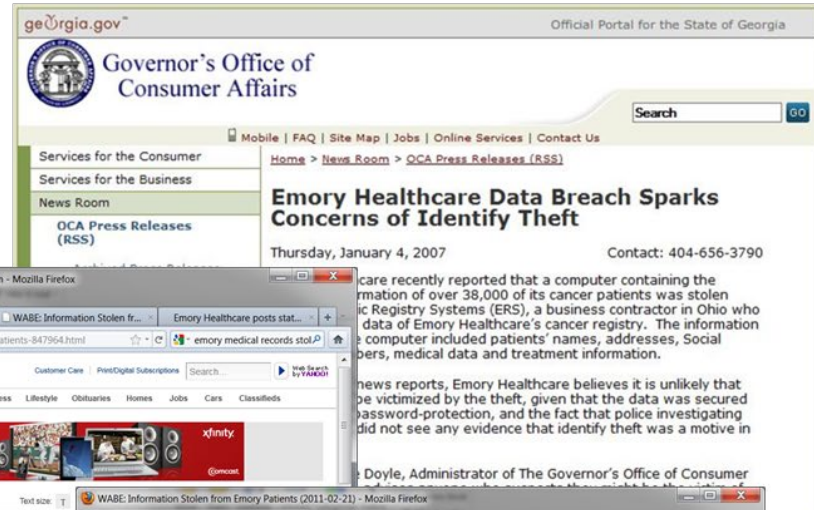 georgia.gov™
Official Portal for the State of Georgia
Governor's Office of
Consumer Affairs
Search
GO
Mobile | FAQ | Site Map | Jobs | Online Services | Contact Us
Services for the Consumer
Services for the Business
News Room
OCA Press Releases
(RSS)
Home > News Room > OCA Press Releases (RSS)
Emory Healthcare Data Breach Sparks
Concerns of Identify Theft
Thursday, January 4, 2007
Contact: 404-656-3790
care recently reported that a computer containing the
rmation of over 38,000 of its cancer patients was stolen
ic Registry Systems (ERS), a business contractor in Ohio who
data of Emory Healthcare's cancer registry. The information
computer included patients' names, addresses, Social
bers, medical data and treatment information.
news reports, Emory Healthcare believes it is unlikely that
be victimized by the theft, given that the data was secured
password-protection, and the fact that police investigating
did not see any evidence that identify theft was a motive in
Doyle, Administrator of The Governor's Office of Consumer
n - Mozilla Firefox
WABE: Information Stolen fr...
Emory Healthcare posts stat...
atients-847964.html
emory medical records stol
Customer Care | Print/Digital Subscriptions
Search...
Web Search
by YAHOO!
ess Lifestyle Obituaries Homes Jobs Cars Classifieds
xfinity
comcast
Text size: T
WABE: Information Stolen from Emory Patients (2011-02-21) - Mozilla Firefox